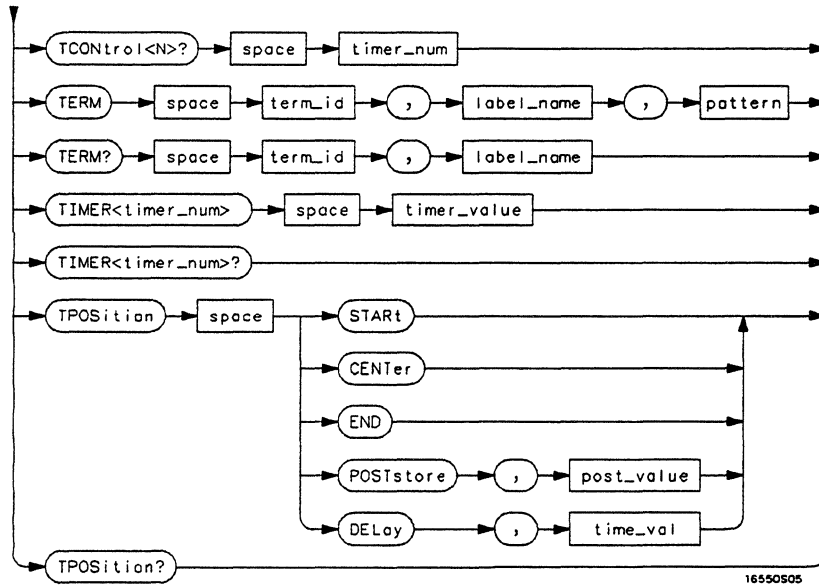 TCONtrol<N>? space timer_num
TERM space term_id , label_name , pattern
TERM? space term_id , label_name
TIMER<timer_num> space timer_value
TIMER<timer_num>?
TPOSition space STARt
CENTer
END
POSTstore , post_value
DELay , time_val
TPOSition?
16550S05